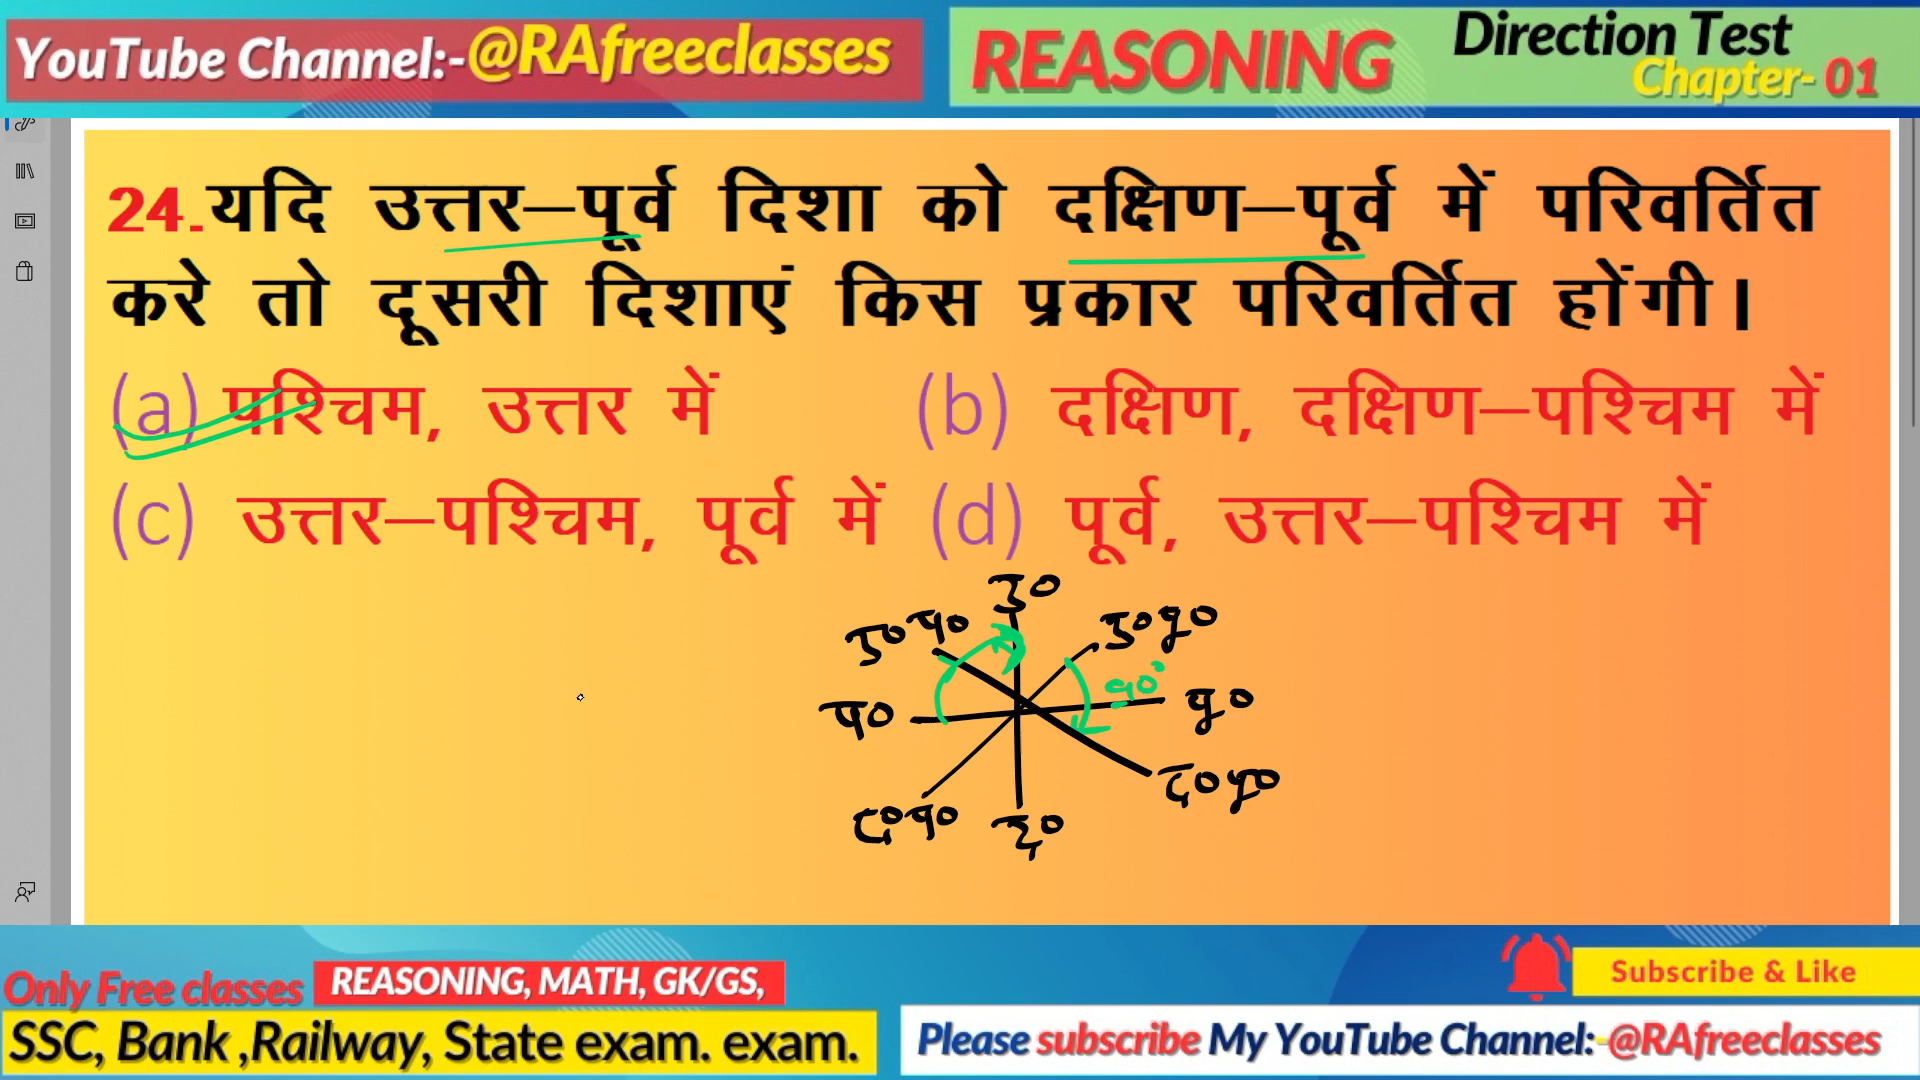 YouTube Channel:-@RAfreeclasses
REASONING
Direction Test
Chapter- 01
24.यदि उत्तर–पूर्व दिशा को दक्षिण–पूर्व में परिवर्तित
करे तो दूसरी दिशाएं किस प्रकार परिवर्तित होंगी।
(a) पश्चिम, उत्तर में (b) दक्षिण, दक्षिण–पश्चिम में
(c) उत्तर–पश्चिम, पूर्व में (d) पूर्व, उत्तर–पश्चिम में
उ०
उ०प० उ०पू०
90°
प० पू०
द०पू०
द०प० द०
Only Free classes REASONING, MATH, GK/GS,
Subscribe & Like
SSC, Bank ,Railway, State exam. exam.
Please subscribe My YouTube Channel:-@RAfreeclasses